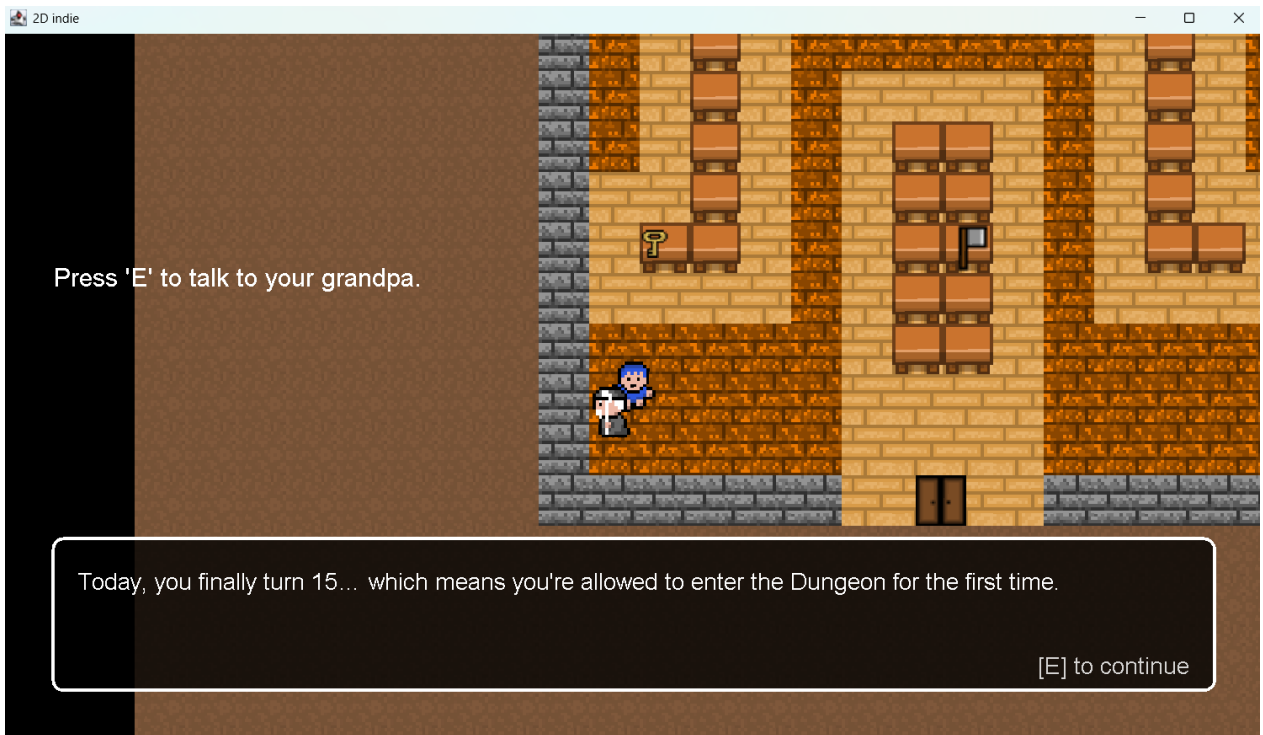 2D indie
Press 'E' to talk to your grandpa.
Today, you finally turn 15... which means you're allowed to enter the Dungeon for the first time.
[E] to continue